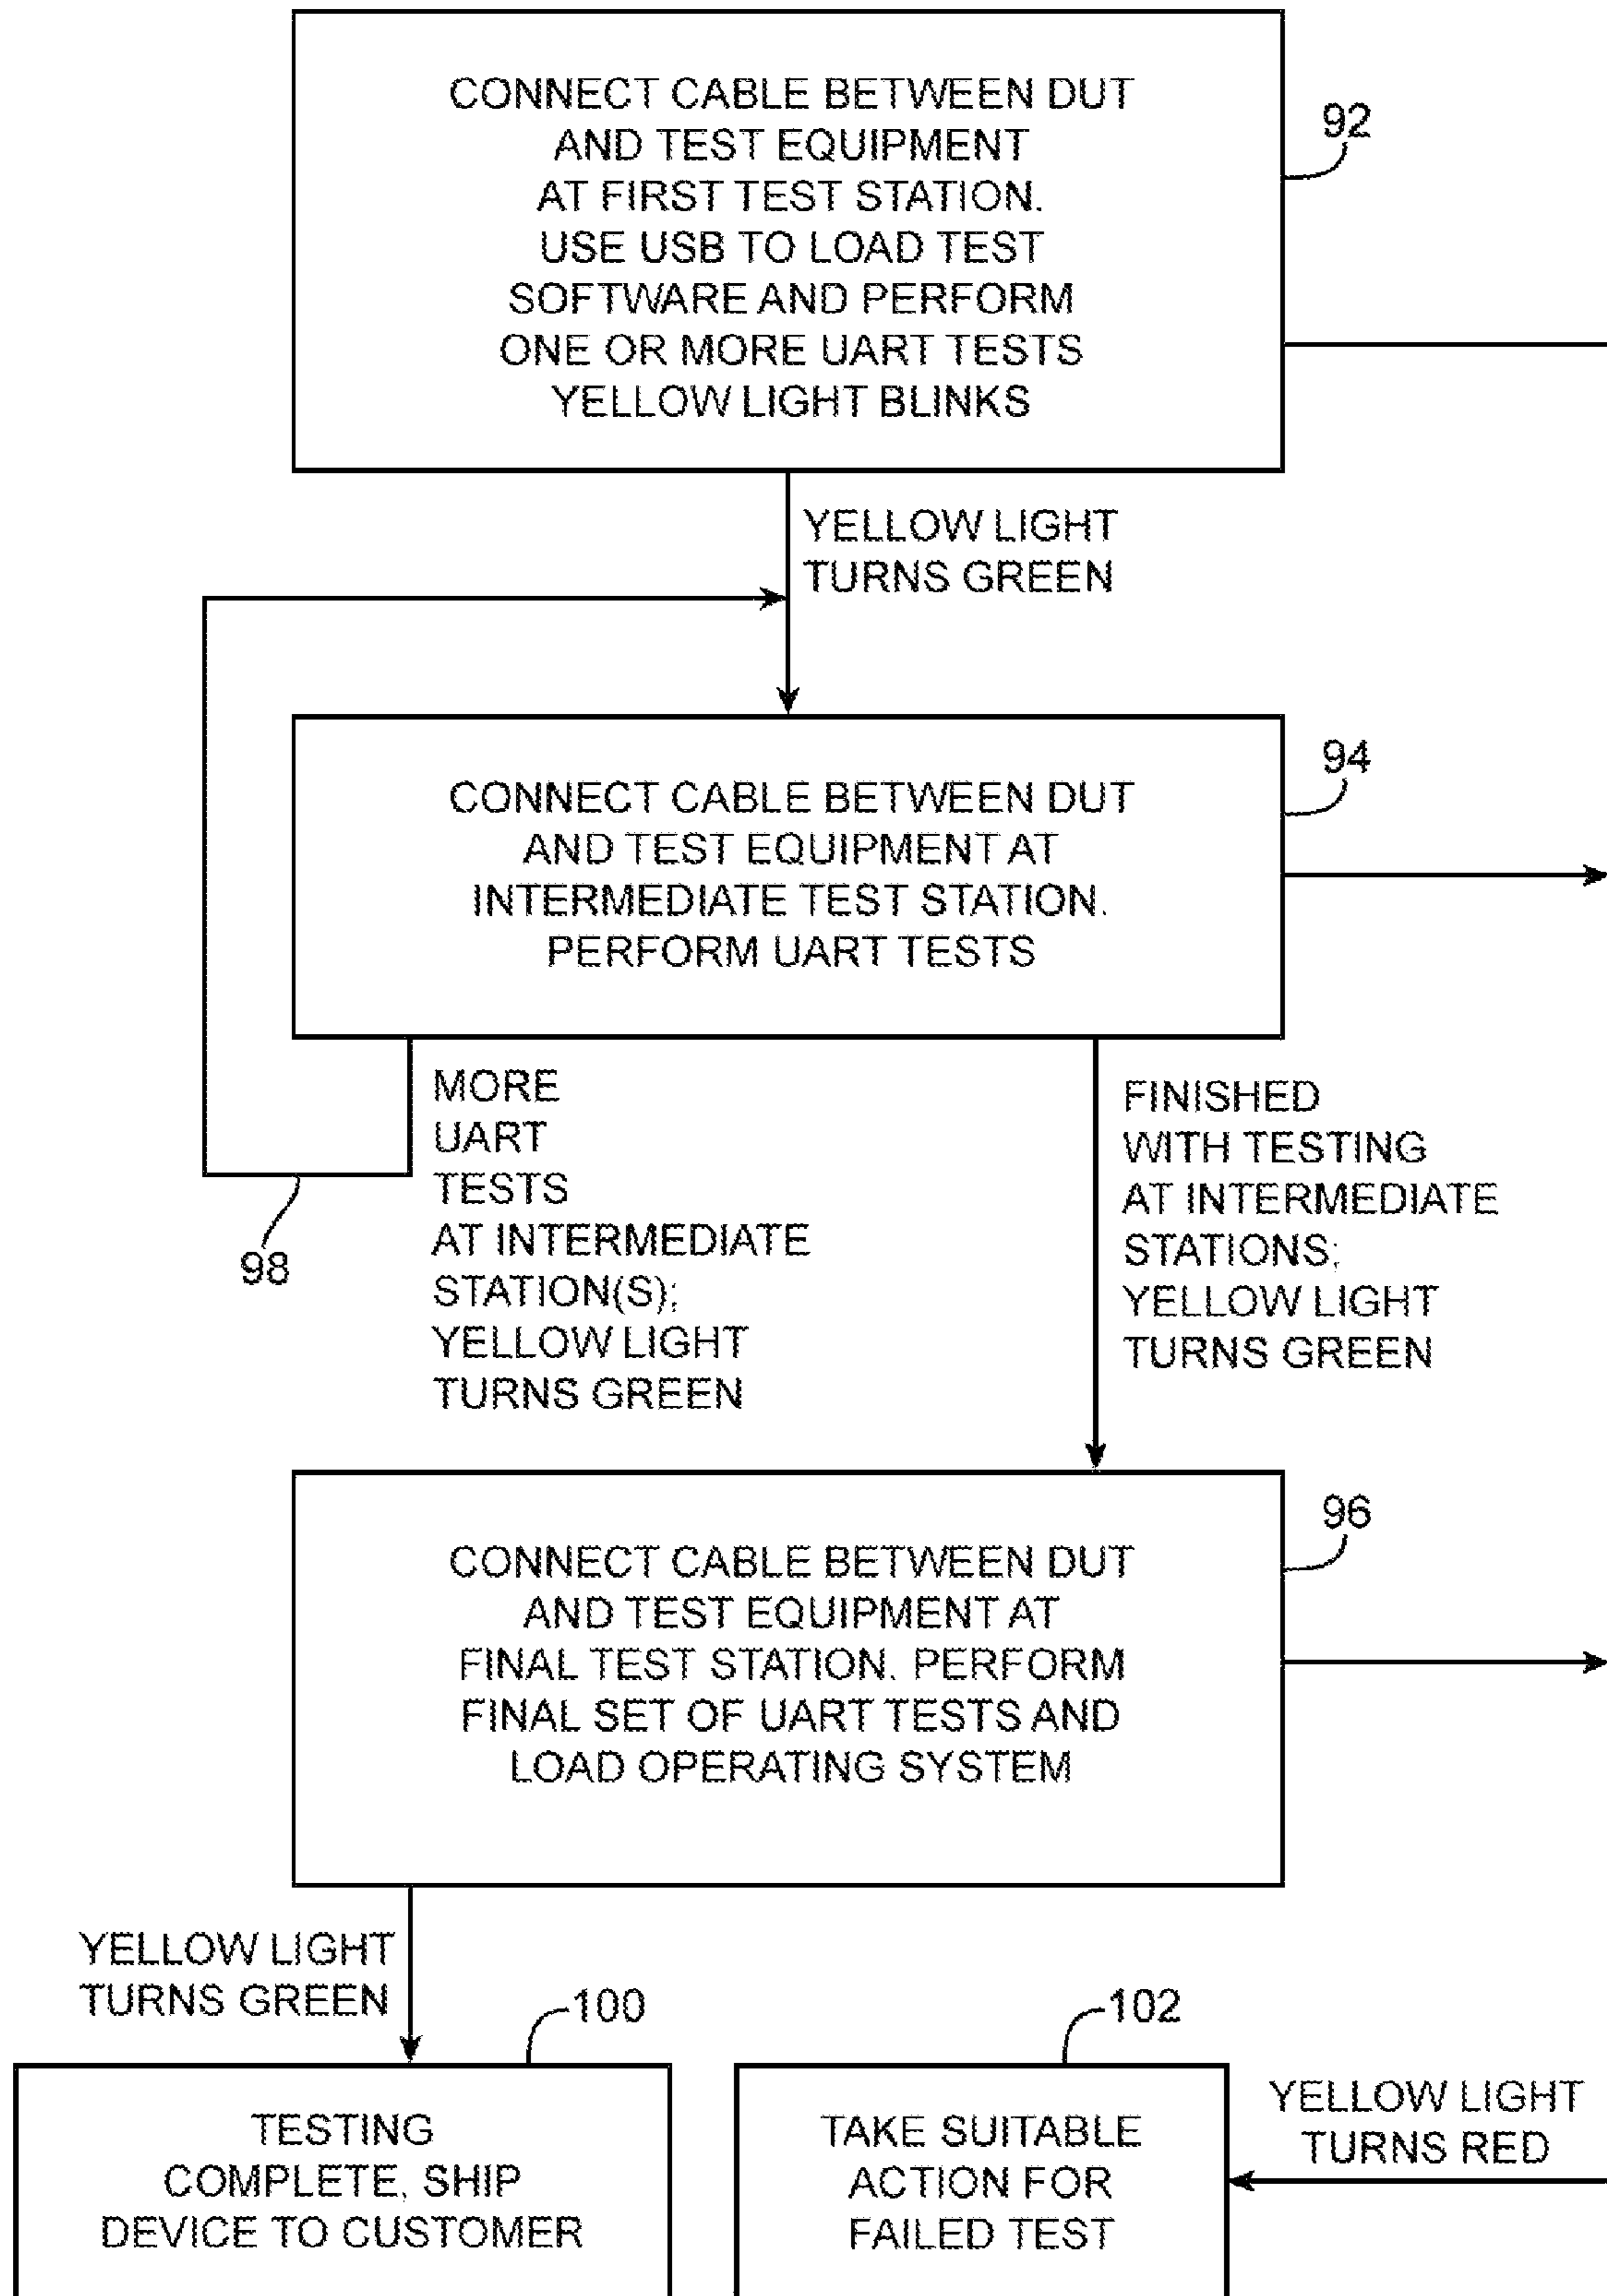 CONNECT CABLE BETWEEN DUT
AND TEST EQUIPMENT
AT FIRST TEST STATION.
USE USB TO LOAD TEST
SOFTWARE AND PERFORM
ONE OR MORE UART TESTS
YELLOW LIGHT BLINKS
92
YELLOW LIGHT
TURNS GREEN
CONNECT CABLE BETWEEN DUT
AND TEST EQUIPMENT AT
INTERMEDIATE TEST STATION.
PERFORM UART TESTS
94
MORE
UART
TESTS
AT INTERMEDIATE
STATION(S);
YELLOW LIGHT
TURNS GREEN
98
FINISHED
WITH TESTING
AT INTERMEDIATE
STATIONS;
YELLOW LIGHT
TURNS GREEN
CONNECT CABLE BETWEEN DUT
AND TEST EQUIPMENT AT
FINAL TEST STATION. PERFORM
FINAL SET OF UART TESTS AND
LOAD OPERATING SYSTEM
96
YELLOW LIGHT
TURNS GREEN
100
TESTING
COMPLETE, SHIP
DEVICE TO CUSTOMER
102
TAKE SUITABLE
ACTION FOR
FAILED TEST
YELLOW LIGHT
TURNS RED